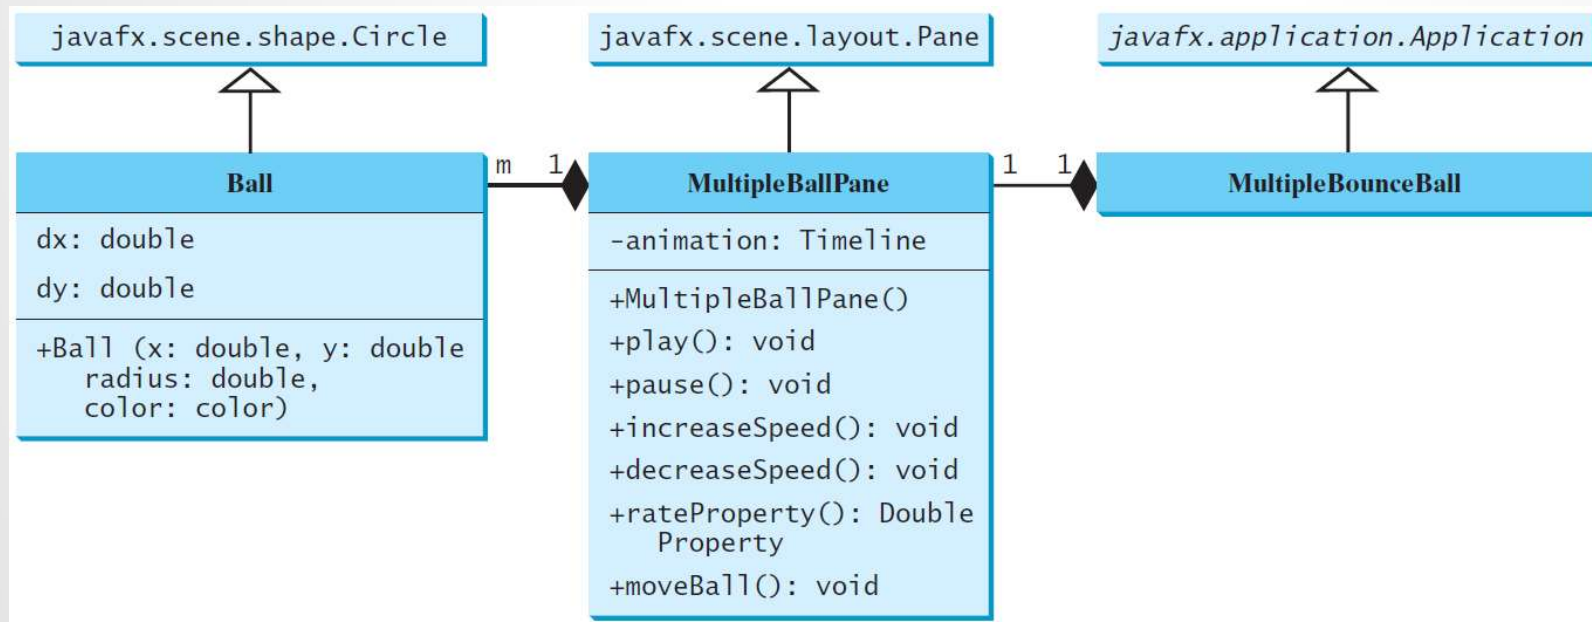 javafx.scene.shape.Circle
javafx.scene.layout.Pane
javafx.application.Application
Ball
dx: double
dy: double
+Ball (x: double, y: double
radius: double,
color: color)
m 1
MultipleBallPane
-animation: Timeline
+MultipleBallPane()
+play(): void
+pause(): void
+increaseSpeed(): void
+decreaseSpeed(): void
+rateProperty(): Double
Property
+moveBall(): void
1 1
MultipleBounceBall